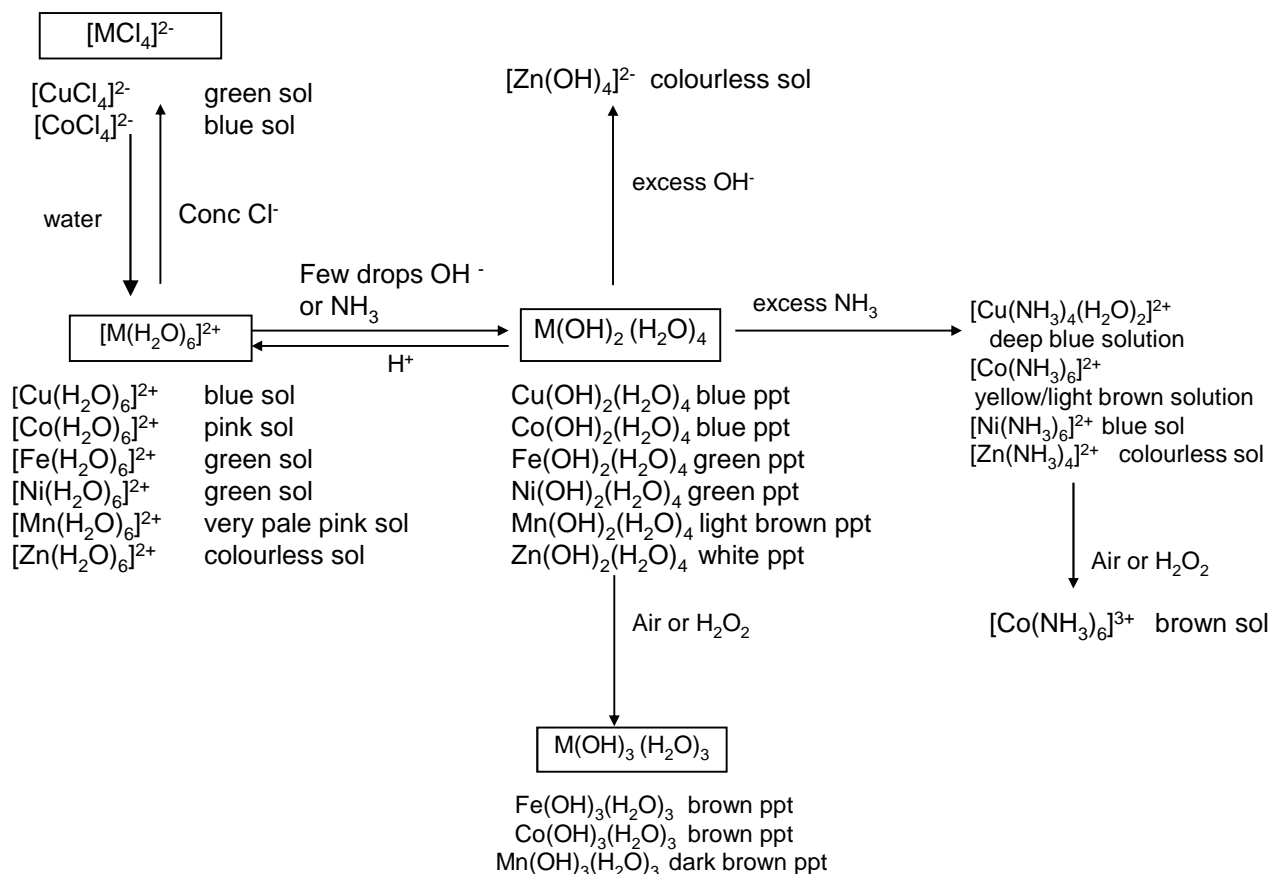 [MCl₄]²⁻
[CuCl₄]²⁻ green sol
[CoCl₄]²⁻ blue sol
water
Conc Cl⁻
[Zn(OH)₄]²⁻ colourless sol
excess OH⁻
Few drops OH ⁻
or NH₃
H⁺
excess NH₃
[M(H₂O)₆]²⁺
[Cu(H₂O)₆]²⁺ blue sol
[Co(H₂O)₆]²⁺ pink sol
[Fe(H₂O)₆]²⁺ green sol
[Ni(H₂O)₆]²⁺ green sol
[Mn(H₂O)₆]²⁺ very pale pink sol
[Zn(H₂O)₆]²⁺ colourless sol
M(OH)₂ (H₂O)₄
Cu(OH)₂(H₂O)₄ blue ppt
Co(OH)₂(H₂O)₄ blue ppt
Fe(OH)₂(H₂O)₄ green ppt
Ni(OH)₂(H₂O)₄ green ppt
Mn(OH)₂(H₂O)₄ light brown ppt
Zn(OH)₂(H₂O)₄ white ppt
[Cu(NH₃)₄(H₂O)₂]²⁺
deep blue solution
[Co(NH₃)₆]²⁺
yellow/light brown solution
[Ni(NH₃)₆]²⁺ blue sol
[Zn(NH₃)₄]²⁺ colourless sol
Air or H₂O₂
[Co(NH₃)₆]³⁺ brown sol
Air or H₂O₂
M(OH)₃ (H₂O)₃
Fe(OH)₃(H₂O)₃ brown ppt
Co(OH)₃(H₂O)₃ brown ppt
Mn(OH)₃(H₂O)₃ dark brown ppt